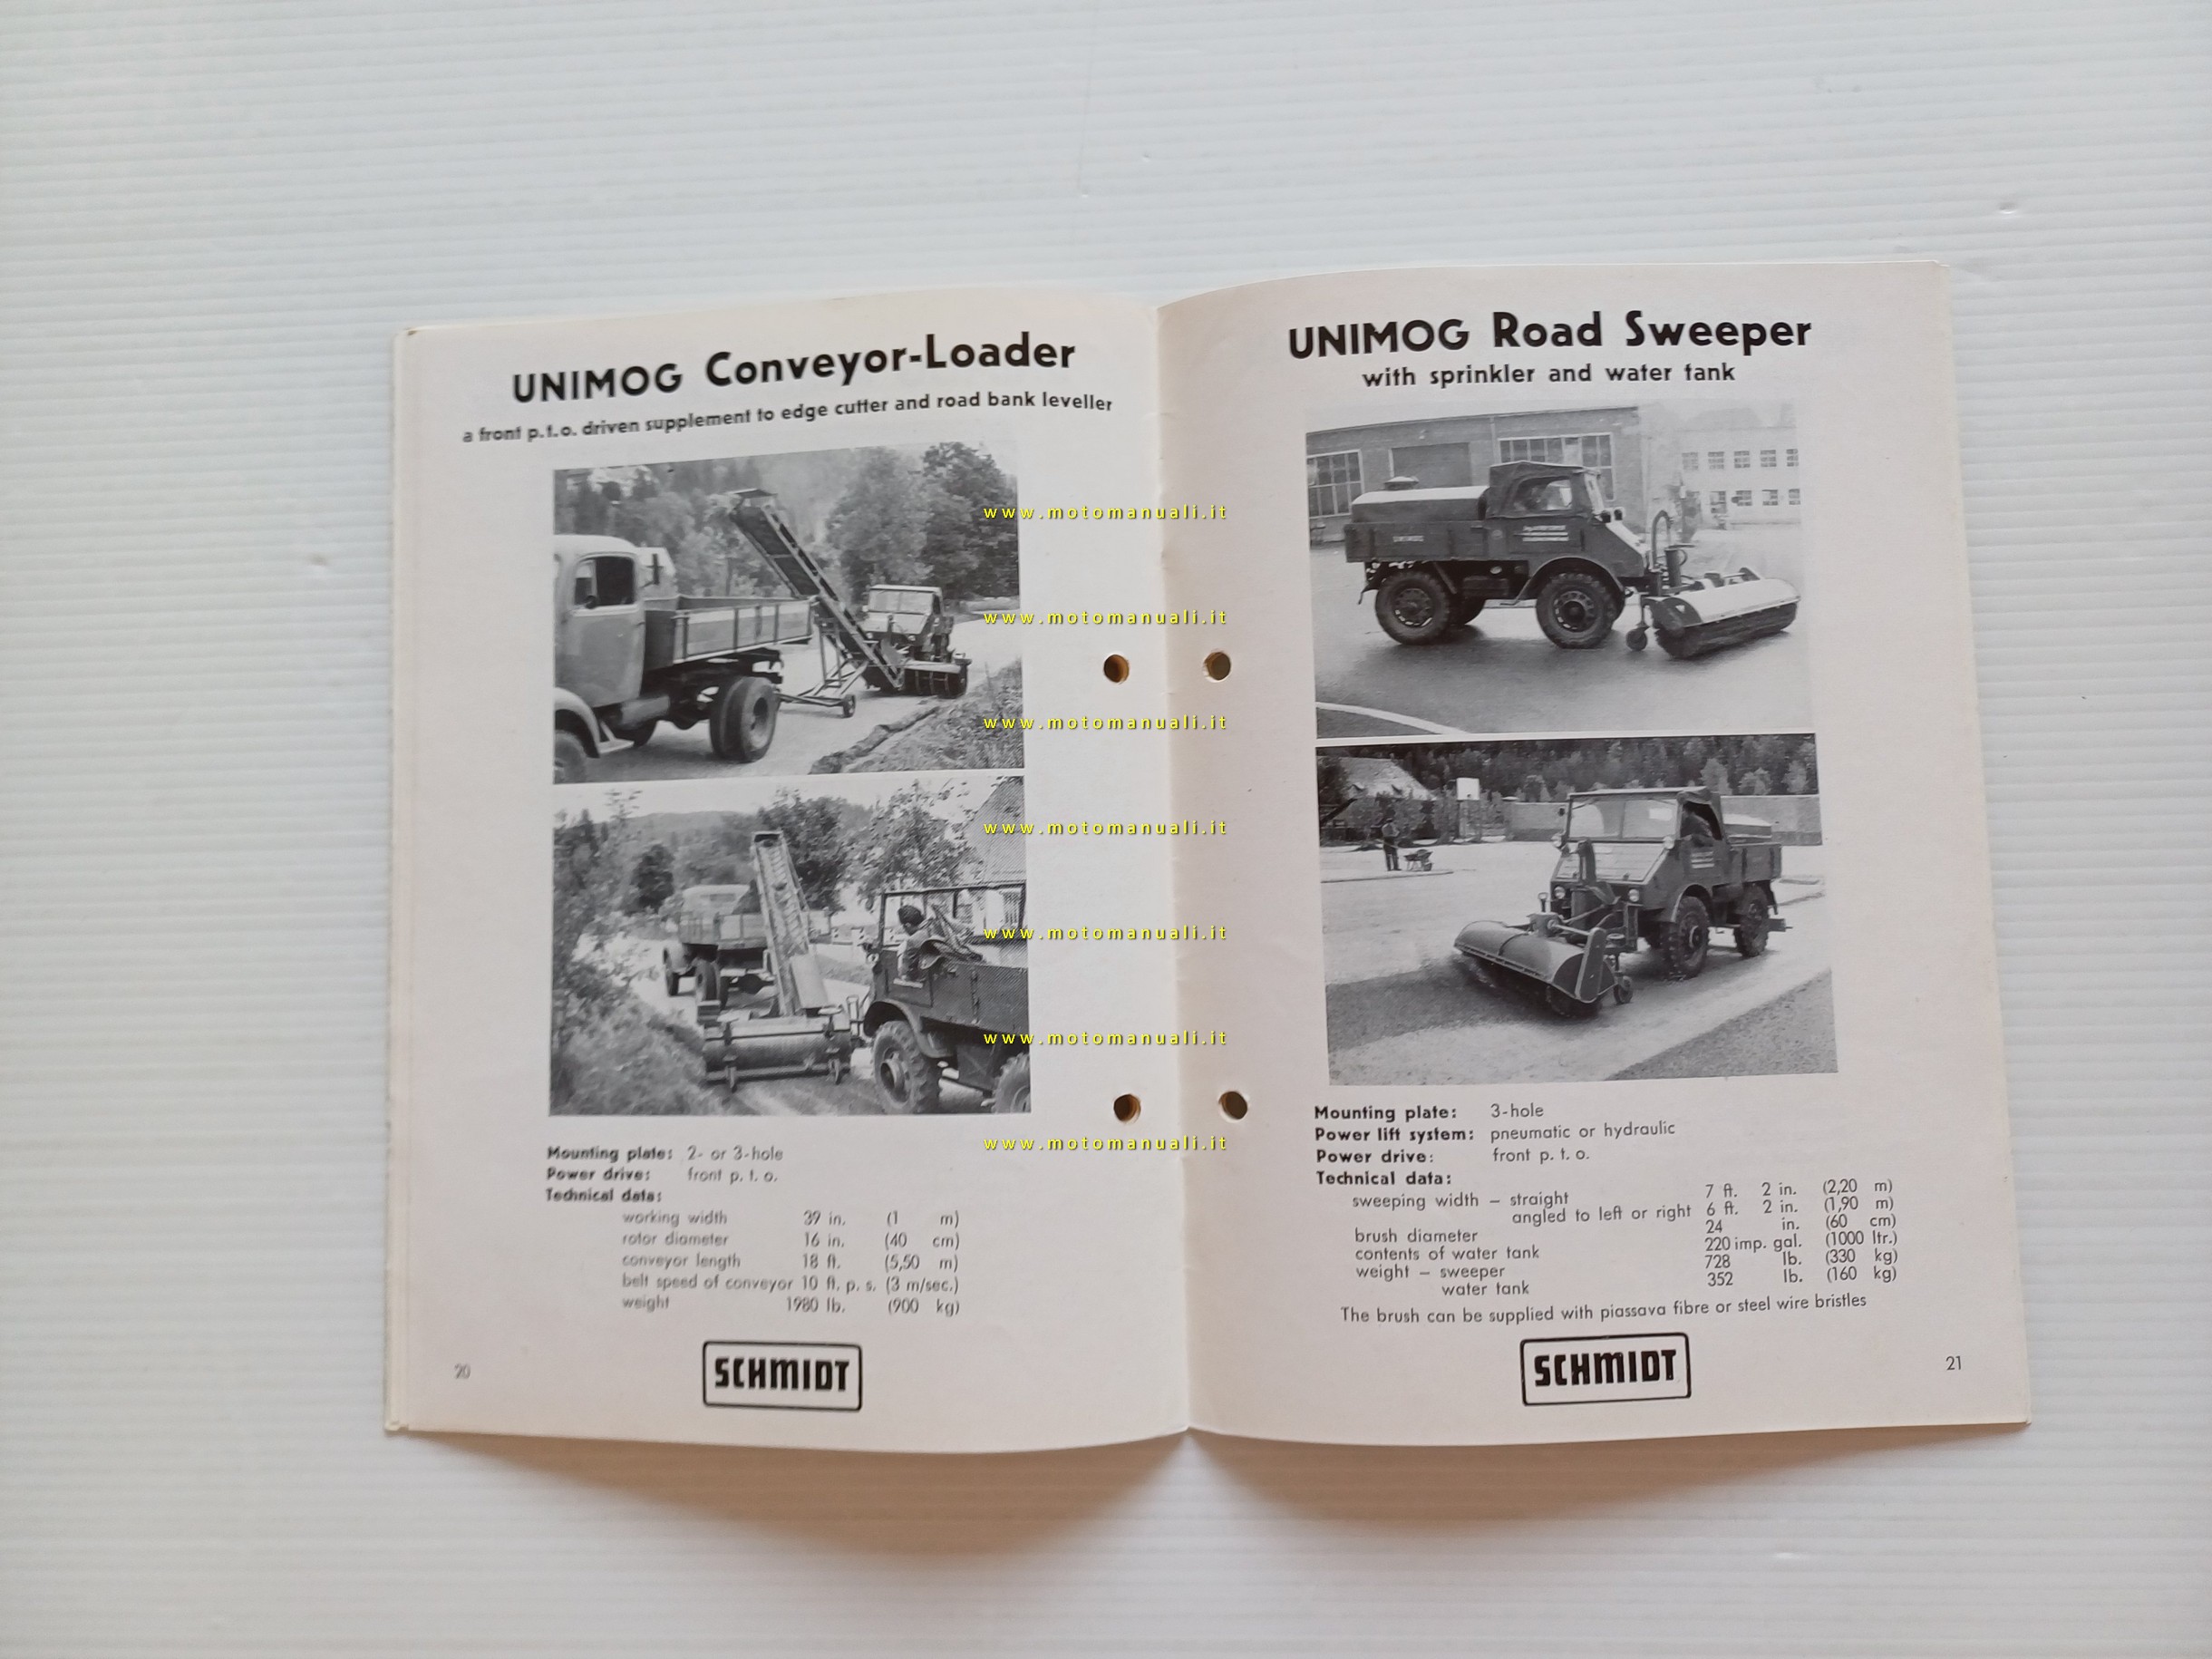 UNIMOG Conveyor-Loader
a front p.t.o. driven supplement to edge cutter and road bank leveller
Mounting plate: 2- or 3-hole
Power drive: front p. t. o.
Technical data:
working width 39 in. (1 m)
rotor diameter 16 in. (40 cm)
conveyor length 18 ft. (5,50 m)
belt speed of conveyor 10 ft. p. s. (3 m/sec.)
weight 1980 lb. (900 kg)
SCHMIDT
20
UNIMOG Road Sweeper
with sprinkler and water tank
UNIMOG
Mounting plate: 3-hole
Power lift system: pneumatic or hydraulic
Power drive: front p. t. o.
Technical data:
sweeping width – straight 7 ft. 2 in. (2,20 m)
angled to left or right 6 ft. 2 in. (1,90 m)
brush diameter 24 in. (60 cm)
contents of water tank 220 imp. gal. (1000 ltr.)
weight – sweeper 728 lb. (330 kg)
water tank 352 lb. (160 kg)
The brush can be supplied with piassava fibre or steel wire bristles
SCHMIDT
21
www.motomanuali.it
www.motomanuali.it
www.motomanuali.it
www.motomanuali.it
www.motomanuali.it
www.motomanuali.it
www.motomanuali.it